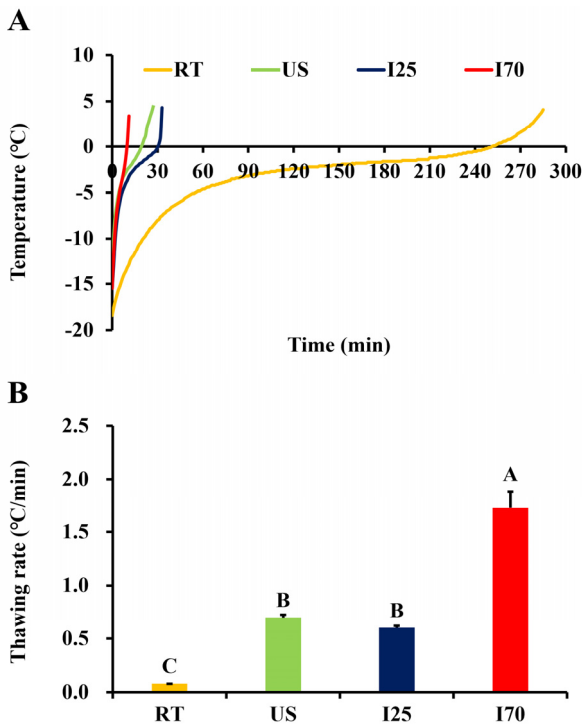 A
RT US I25 I70
10
5
0
-5
-10
-15
-20
0 30 60 90 120 150 180 210 240 270 300
Temperature (°C)
Time (min)
B
2.5
2.0
1.5
1.0
0.5
0.0
Thawing rate (°C/min)
C B B A
RT US I25 I70